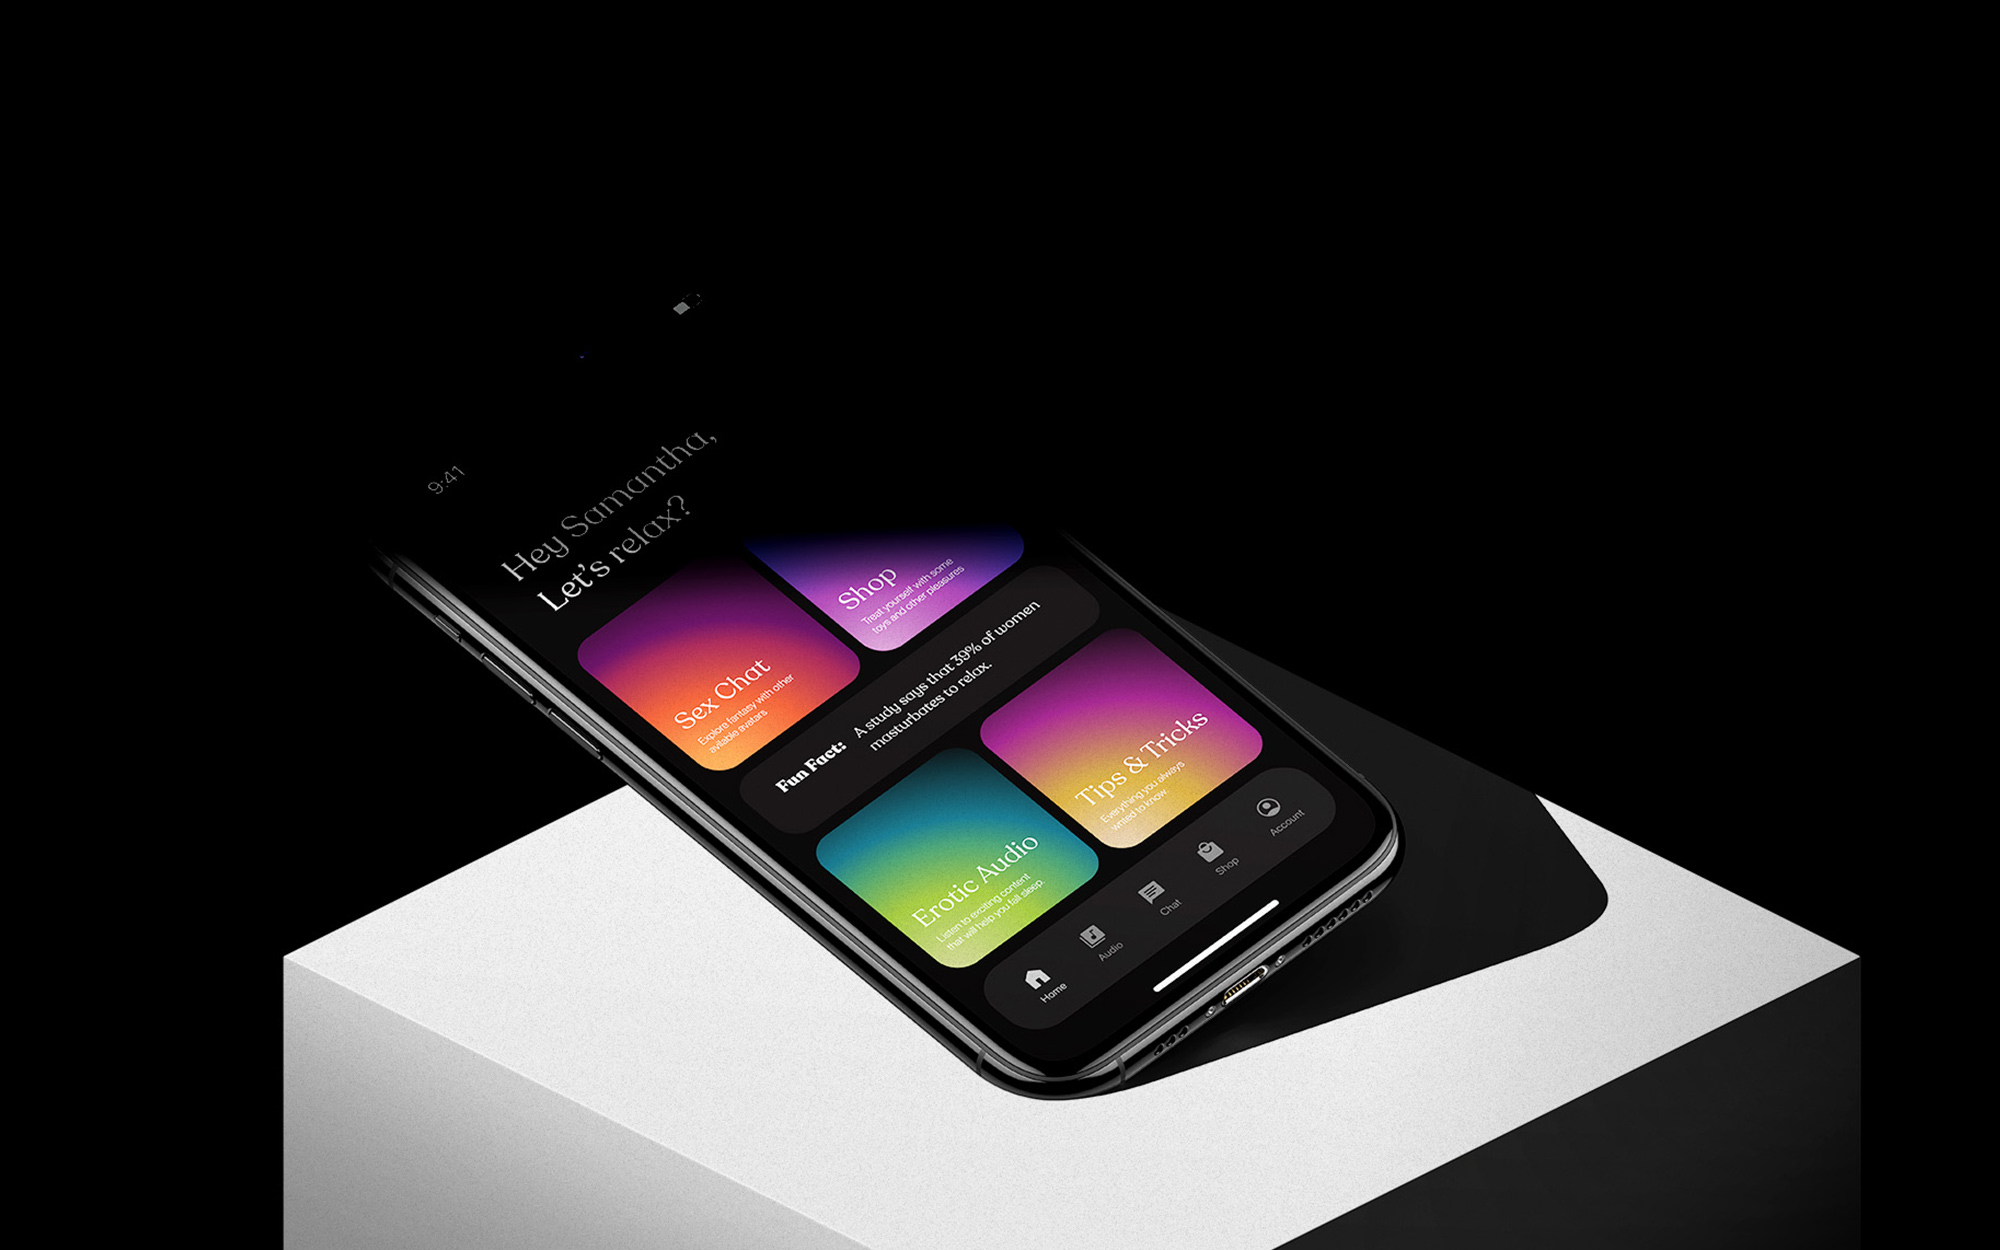 9:41
Hey Samantha,
Let's relax?
Sex Chat
Explore fantasy with other
avilable avatars
Shop
Treat yourself with some
toys and other pleasures
Fun Fact:
A study says that 39% of women
masturbates to relax.
Erotic Audio
Listen to exciting content
that will help you fall sleep.
Tips & Tricks
Everything you always
wnted to know.
Home
Audio
Chat
Shop
Account